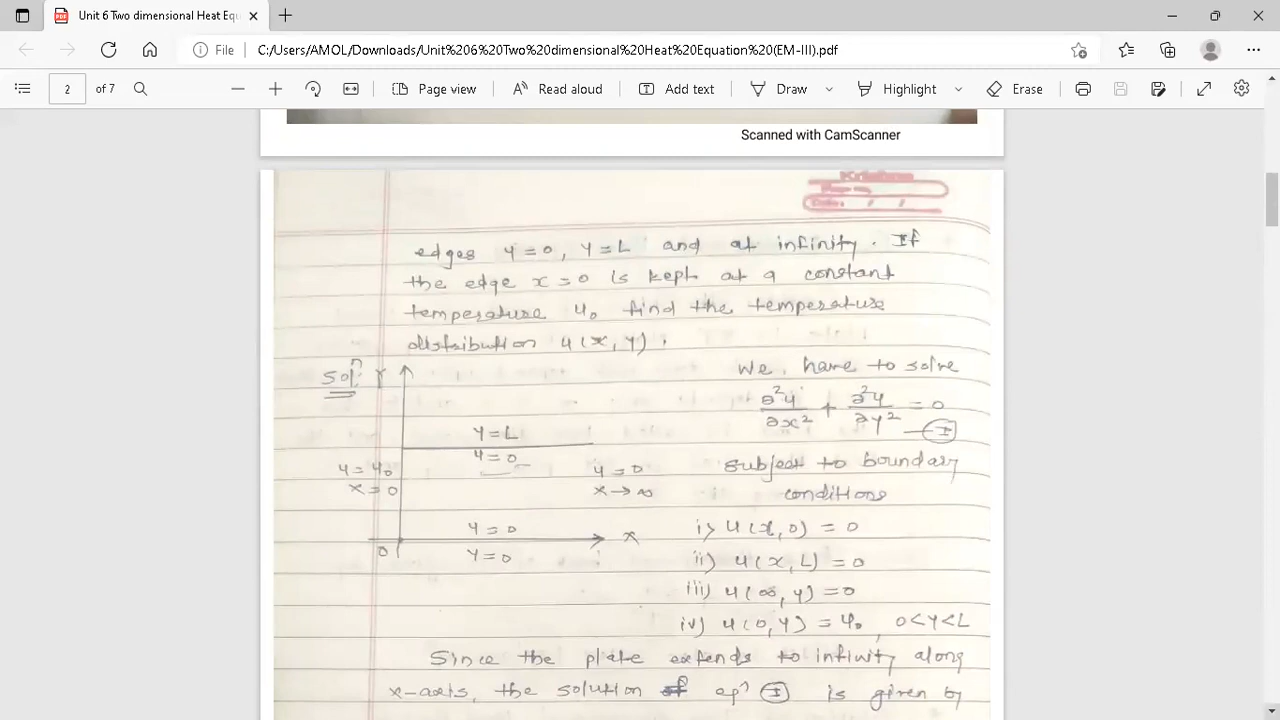 Unit 6 Two dimensional Heat Equ
File C:/Users/AMOL/Downloads/Unit%206%20Two%20dimensional%20Heat%20Equation%20(EM-III).pdf
2 of 7 Page view Read aloud Add text Draw Highlight Erase
Scanned with CamScanner
edges y=0, y=L and at infinity. If
the edge x=0 is kept at a constant
temperature u₀ find the temperature
distribution u(x, y).
Solⁿ: Y
We have to solve
∂²u/∂x² + ∂²u/∂y² = 0 — I
y=L
u=0
u=u₀
x=0
u=0
x→∞
subject to boundary
conditions
u=0
y=0
0
X
i) u(x,0) = 0
ii) u(x, L) = 0
iii) u(∞, y) = 0
iv) u(0, y) = u₀, 0<y<L
Since the plate extends to infinity along
x-axis, the solution of eqⁿ I is given by